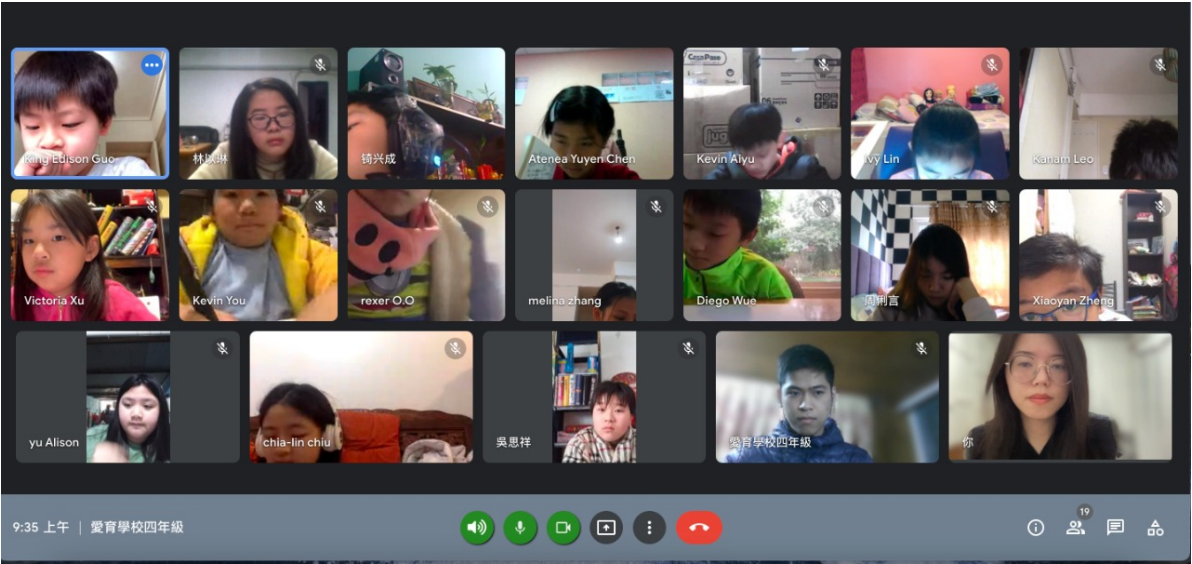 King Edison Guo
林以琳
锜兴成
Atenea Yuyen Chen
Kevin Aiyu
Ivy Lin
Kanam Leo
Victoria Xu
Kevin You
rexer O.O
melina zhang
Diego Wue
周俐言
Xiaoyan Zheng
yu Alison
chia-lin chiu
吳思祥
愛育學校四年級
你
9:35 上午 | 愛育學校四年級
19